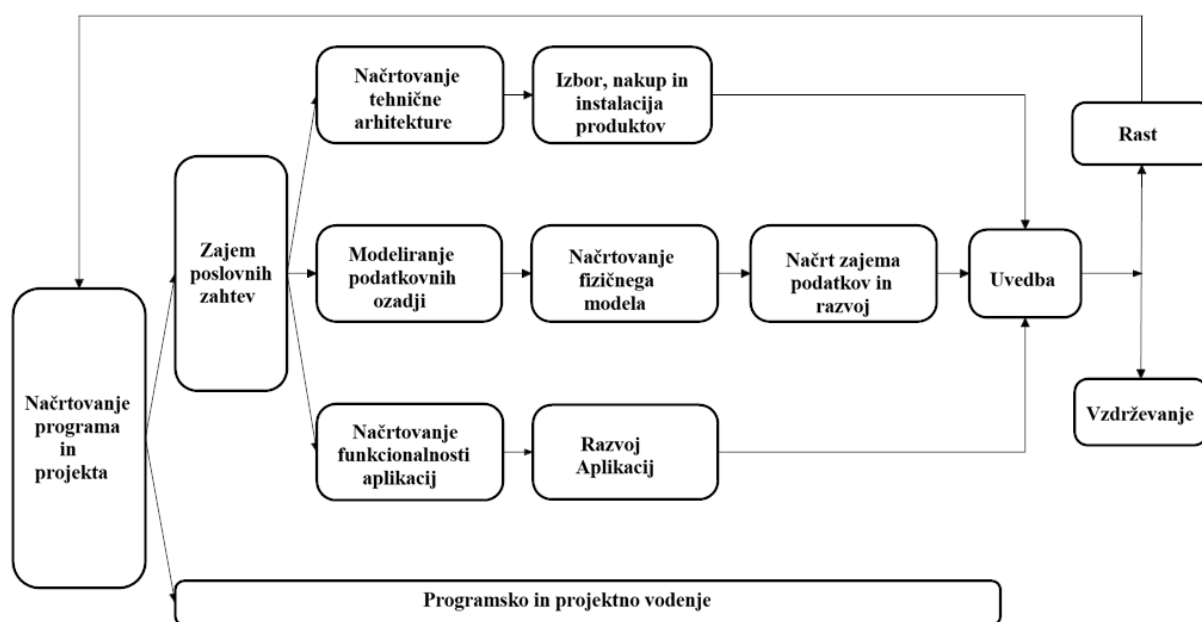 Načrtovanje
programa
in
projekta
Zajem
poslovnih
zahtev
Načrtovanje
tehnične
arhitekture
Izbor, nakup in
instalacija
produktov
Modeliranje
podatkovnih
ozadji
Načrtovanje
fizičnega
modela
Načrt zajema
podatkov in
razvoj
Načrtovanje
funkcionalnosti
aplikacij
Razvoj
Aplikacij
Uvedba
Rast
Vzdrževanje
Programsko in projektno vodenje